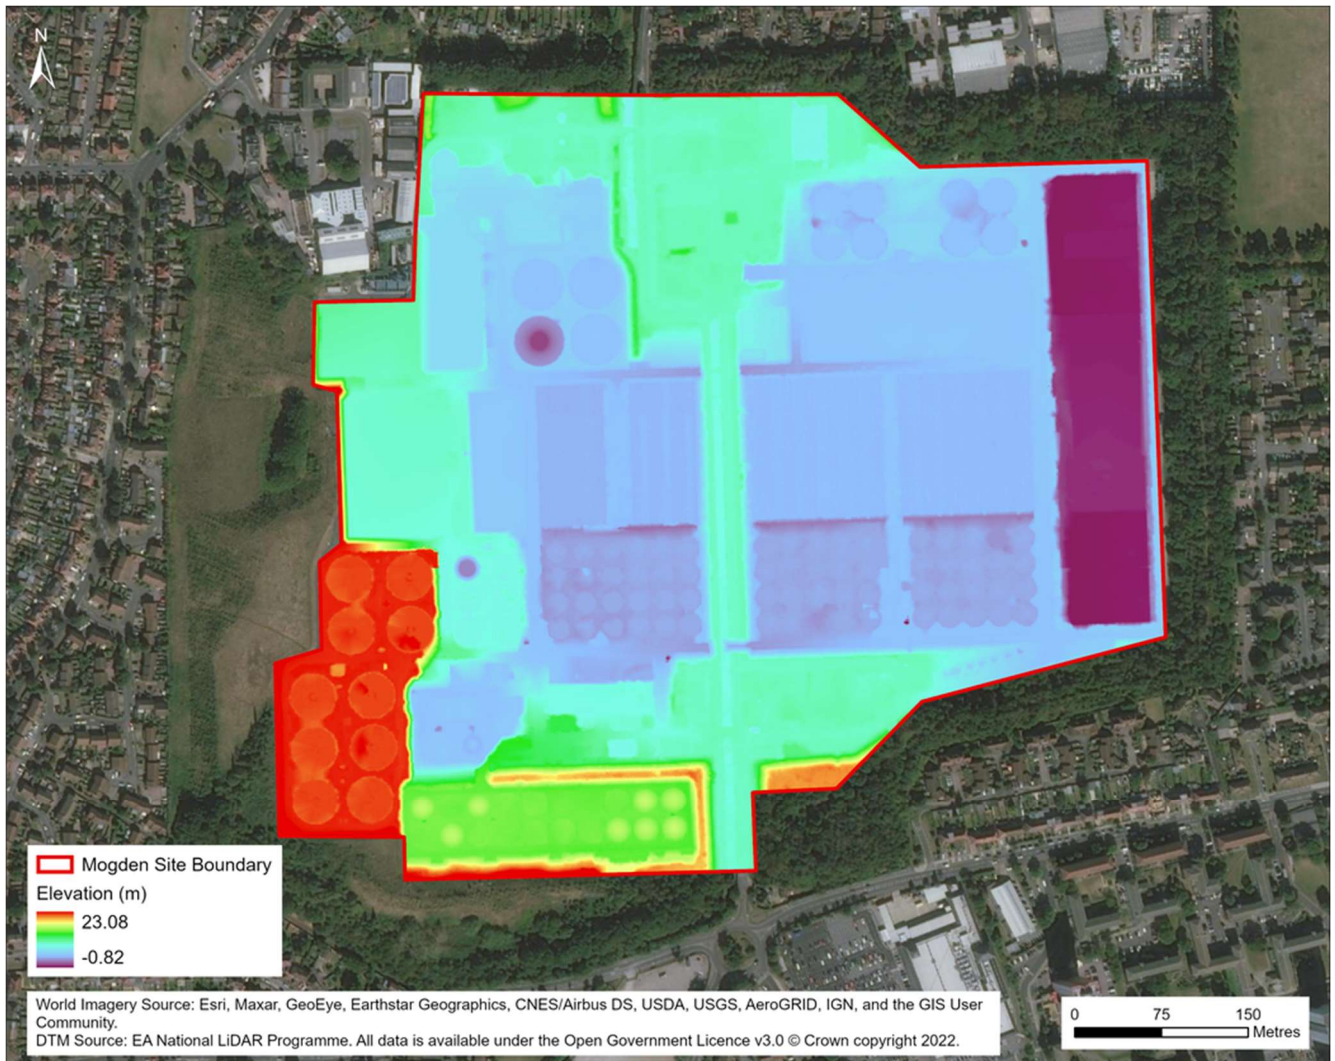 N
Mogden Site Boundary
Elevation (m)
23.08
-0.82
World Imagery Source: Esri, Maxar, GeoEye, Earthstar Geographics, CNES/Airbus DS, USDA, USGS, AeroGRID, IGN, and the GIS User
Community.
DTM Source: EA National LiDAR Programme. All data is available under the Open Government Licence v3.0 © Crown copyright 2022.
0 75 150
Metres